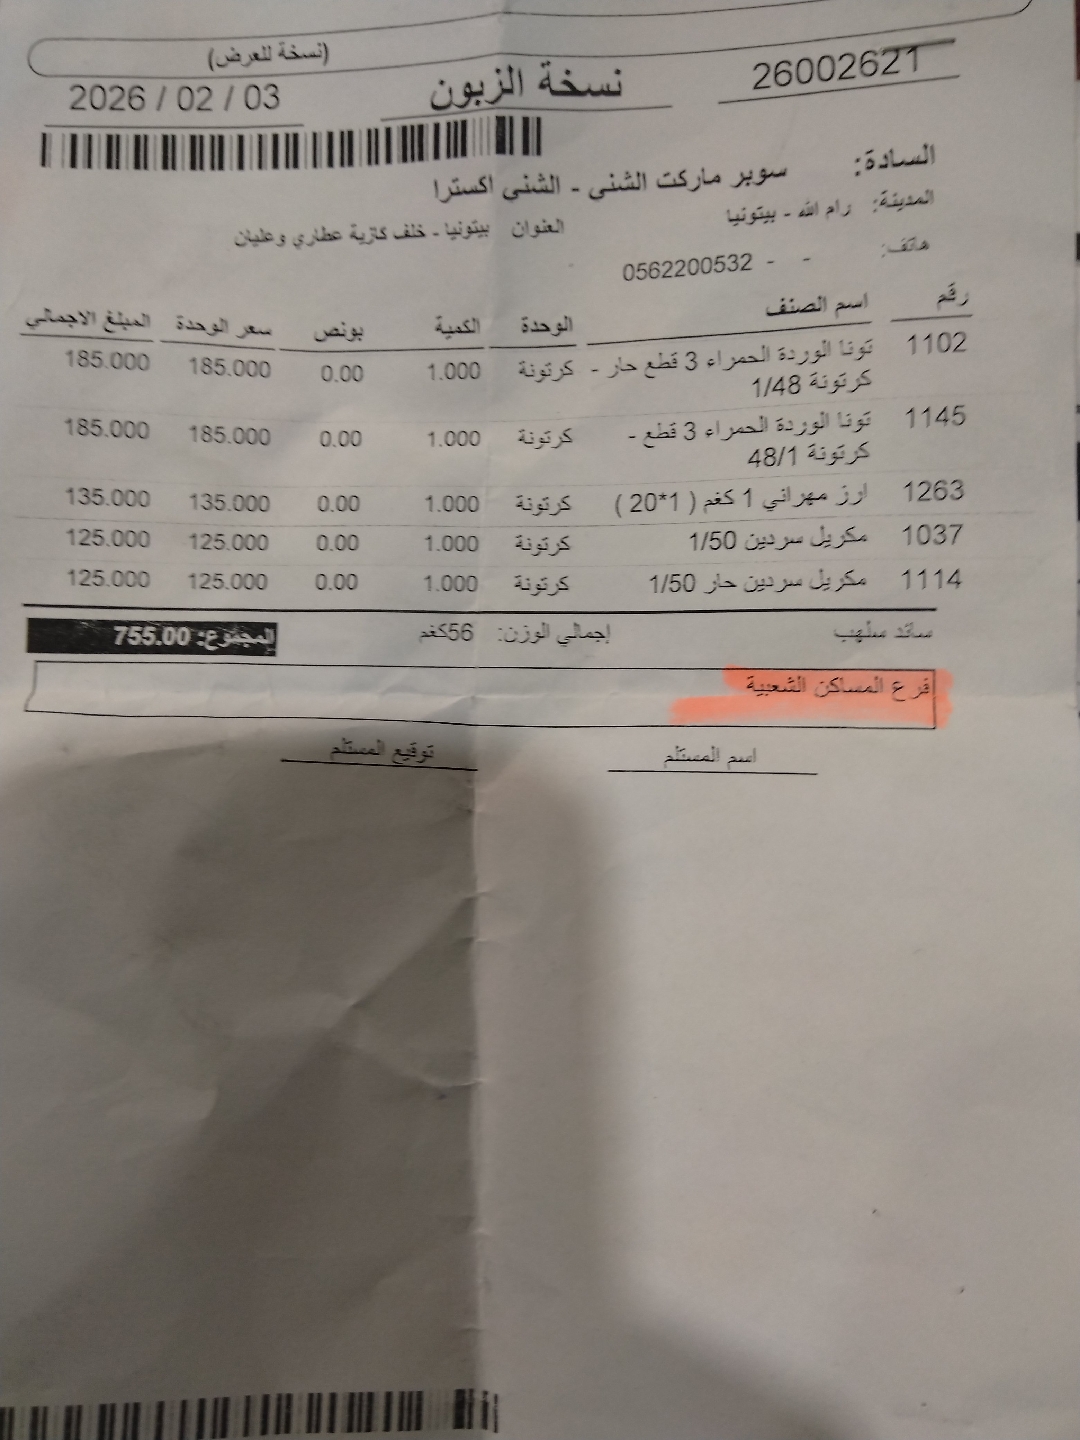 (نسخة للعرض)
26002621
نسخة الزبون
2026 / 02 / 03
السادة: سوبر ماركت الشني - الشني اكسترا
المدينة: رام الله - بيتونيا العنوان بيتونيا - خلف كازية عطاري وعليان
هاتف: - - 0562200532
رقم اسم الصنف الوحدة الكمية بونص سعر الوحدة المبلغ الاجمالي
1102 تونا الوردة الحمراء 3 قطع حار - كرتونة 1.000 0.00 185.000 185.000
كرتونة 1/48
1145 تونا الوردة الحمراء 3 قطع - كرتونة 1.000 0.00 185.000 185.000
كرتونة 48/1
1263 ارز مهراني 1 كغم ( 1*20 ) كرتونة 1.000 0.00 135.000 135.000
1037 مكريل سردين 1/50 كرتونة 1.000 0.00 125.000 125.000
1114 مكريل سردين حار 1/50 كرتونة 1.000 0.00 125.000 125.000
سائد سلهب إجمالي الوزن: 56كغم المجموع: 755.00
فرع المساكن الشعبية
اسم المستلم توقيع المستلم